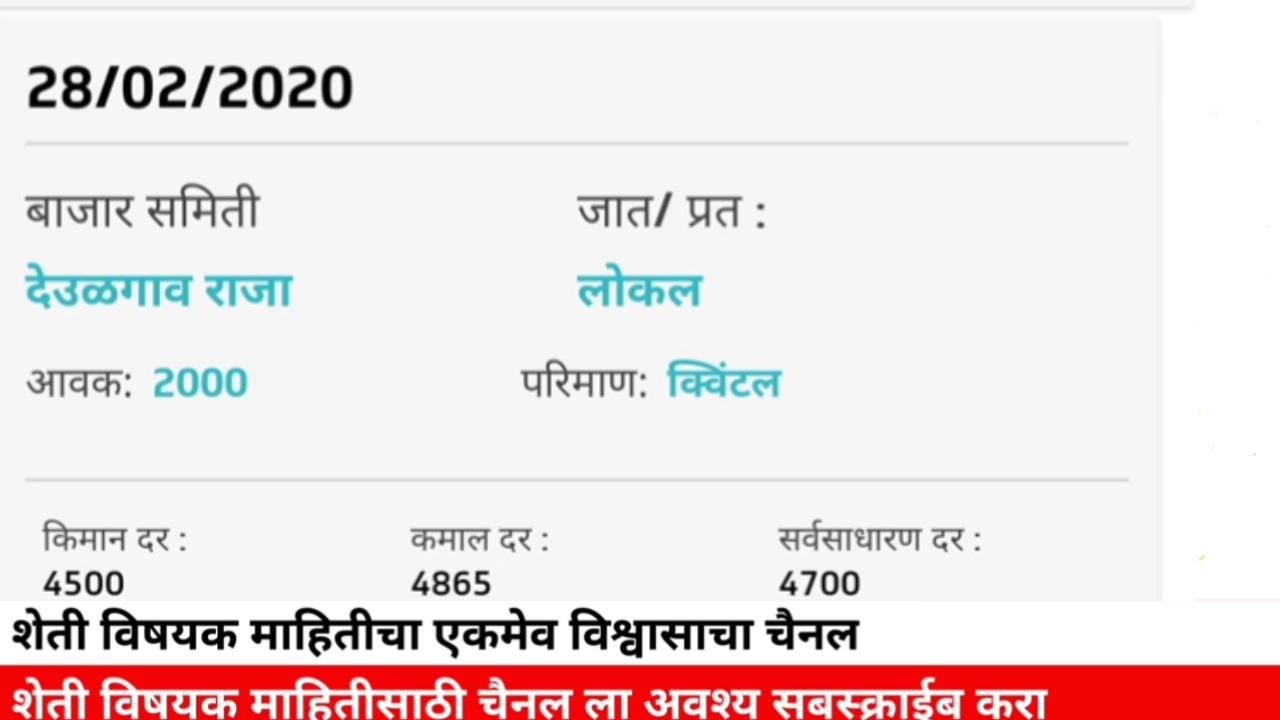 28/02/2020
बाजार समिती जात/ प्रत :
देउळगाव राजा लोकल
आवक: 2000 परिमाण: क्विंटल
किमान दर : कमाल दर : सर्वसाधारण दर :
4500 4865 4700
शेती विषयक माहितीचा एकमेव विश्वासाचा चैनल
शेती विषयक माहितीसाठी चैनल ला अवश्य सबस्क्राईब करा